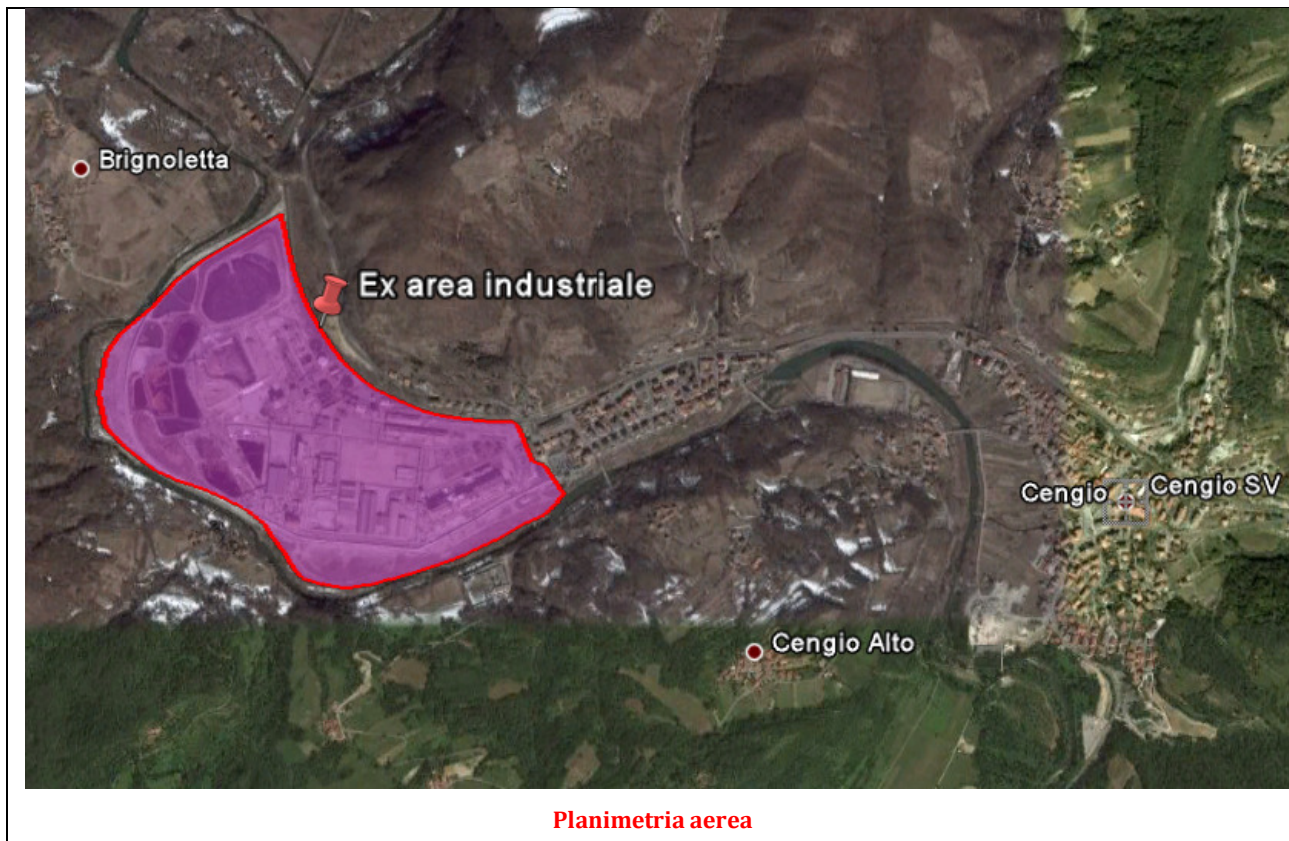 Brignoletta
Ex area industriale
Cengio
Cengio SV
Cengio Alto
Planimetria aerea